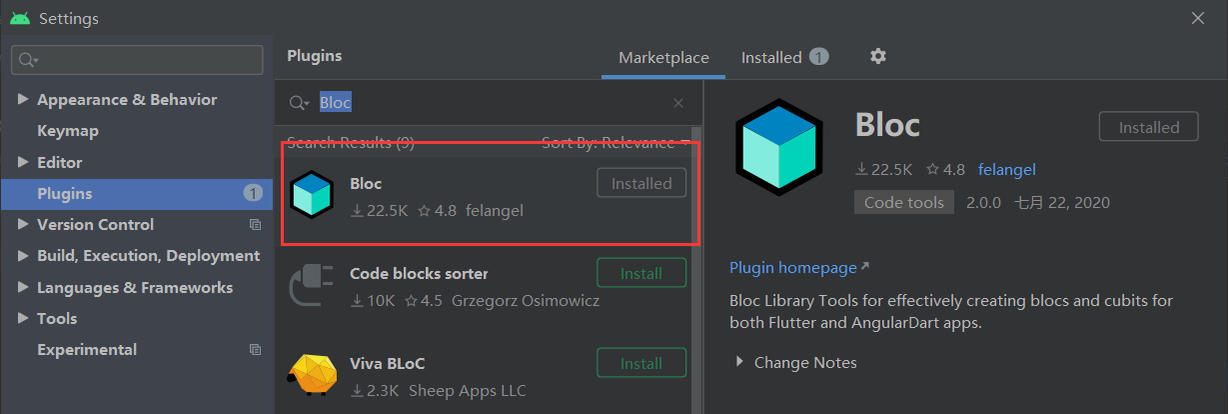 Settings
Appearance & Behavior
Keymap
Editor
Plugins 1
Version Control
Build, Execution, Deployment
Languages & Frameworks
Tools
Experimental
Plugins
Marketplace
Installed 1
Bloc
Search Results (9)
Sort By: Relevance
Bloc
22.5K 4.8 felangel
Installed
Code blocks sorter
10K 4.5 Grzegorz Osimowicz
Install
Viva BLoC
2.3K Sheep Apps LLC
Install
Bloc
Installed
22.5K 4.8 felangel
Code tools 2.0.0 七月 22, 2020
Plugin homepage
Bloc Library Tools for effectively creating blocs and cubits for
both Flutter and AngularDart apps.
Change Notes